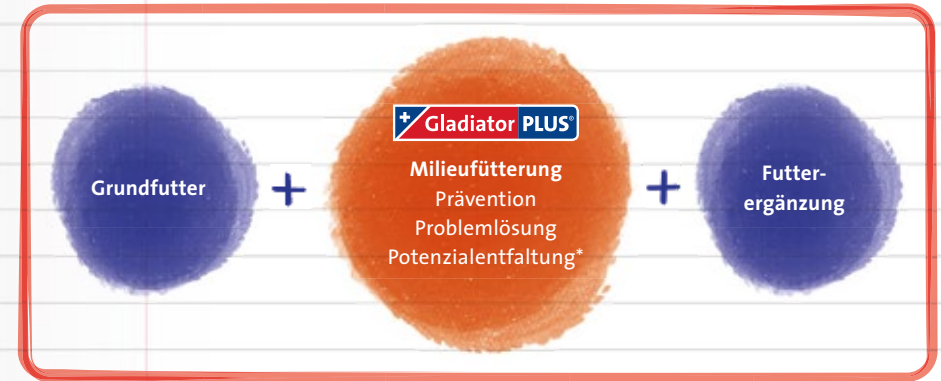 Grundfutter
+
+ Gladiator PLUS®
Milieufütterung
Prävention
Problemlösung
Potenzialentfaltung*
+
Futter-
ergänzung